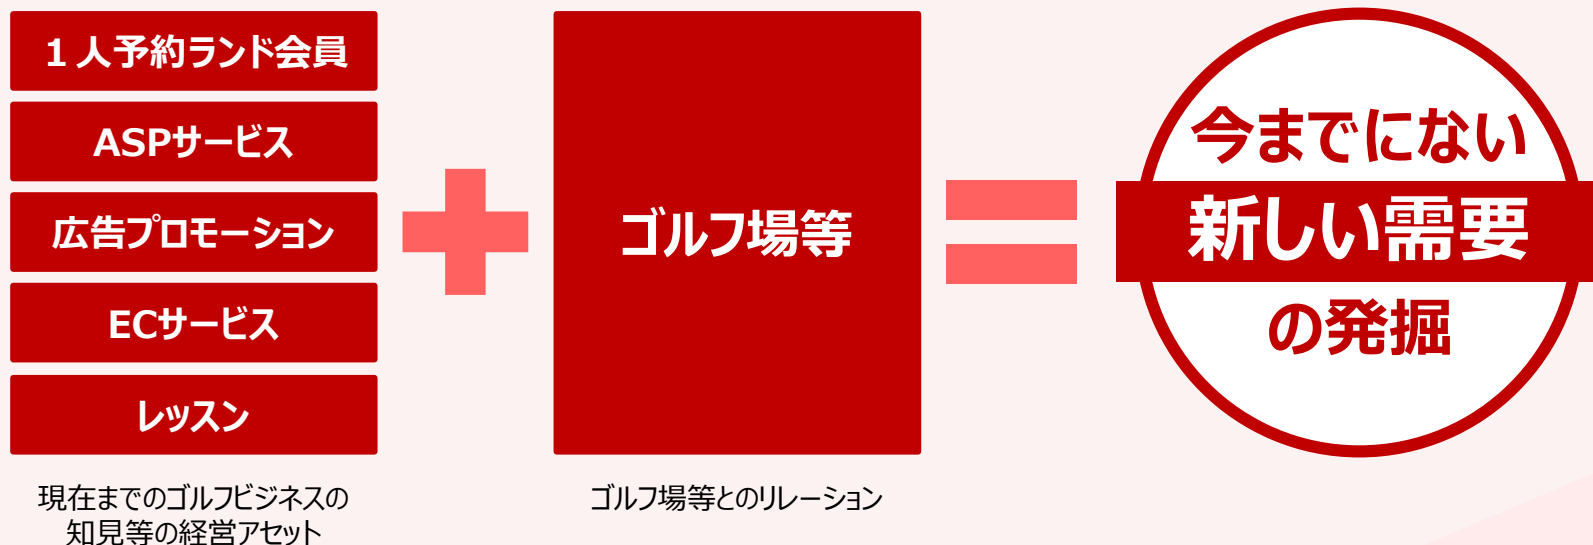 １人予約ランド会員
ASPサービス
広告プロモーション
ECサービス
レッスン
現在までのゴルフビジネスの
知見等の経営アセット
ゴルフ場等
ゴルフ場等とのリレーション
今までにない
新しい需要
の発掘